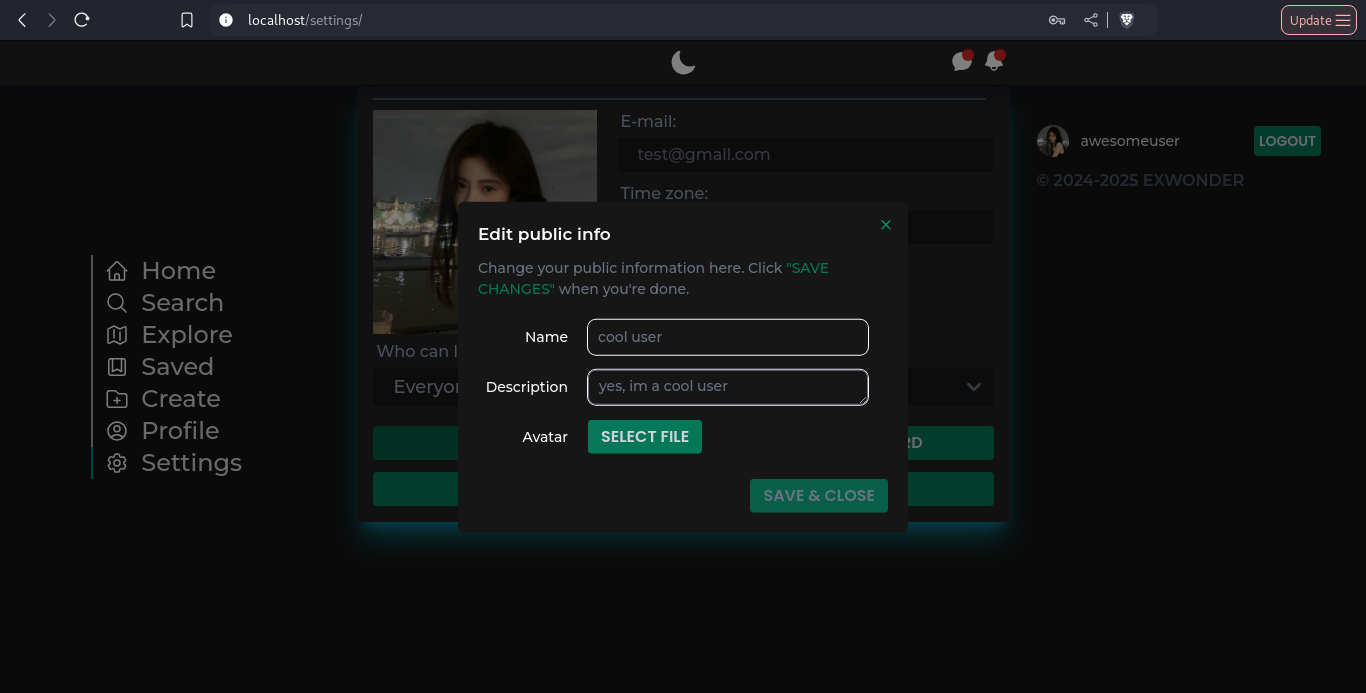 localhost/settings/
Update
E-mail:
test@gmail.com
awesomeuser
LOGOUT
© 2024-2025 EXWONDER
Time zone:
Home
Search
Explore
Saved
Create
Profile
Settings
Edit public info
Change your public information here. Click "SAVE
CHANGES" when you're done.
Name
cool user
Description
yes, im a cool user
Avatar
SELECT FILE
SAVE & CLOSE
Who can